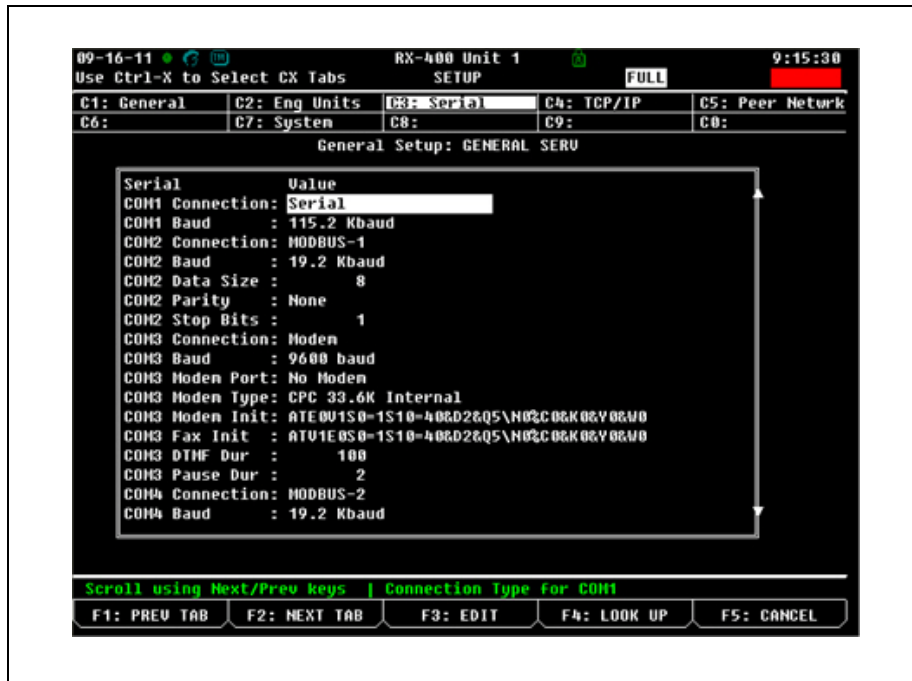 09-16-11 RX-400 Unit 1 9:15:30
Use Ctrl-X to Select CX Tabs SETUP FULL
C1: General C2: Eng Units C3: Serial C4: TCP/IP C5: Peer Netwrk
C6: C7: System C8: C9: C0:
General Setup: GENERAL SERV
Serial Value
COM1 Connection: Serial
COM1 Baud : 115.2 Kbaud
COM2 Connection: MODBUS-1
COM2 Baud : 19.2 Kbaud
COM2 Data Size : 8
COM2 Parity : None
COM2 Stop Bits : 1
COM3 Connection: Modem
COM3 Baud : 9600 baud
COM3 Modem Port: No Modem
COM3 Modem Type: CPC 33.6K Internal
COM3 Modem Init: ATE0V1S0=1S10=40&D2&Q5\N0%C0&K0&Y0&W0
COM3 Fax Init : ATV1E0S0=1S10=40&D2&Q5\N0%C0&K0&Y0&W0
COM3 DTMF Dur : 100
COM3 Pause Dur : 2
COM4 Connection: MODBUS-2
COM4 Baud : 19.2 Kbaud
Scroll using Next/Prev keys | Connection Type for COM1
F1: PREV TAB F2: NEXT TAB F3: EDIT F4: LOOK UP F5: CANCEL